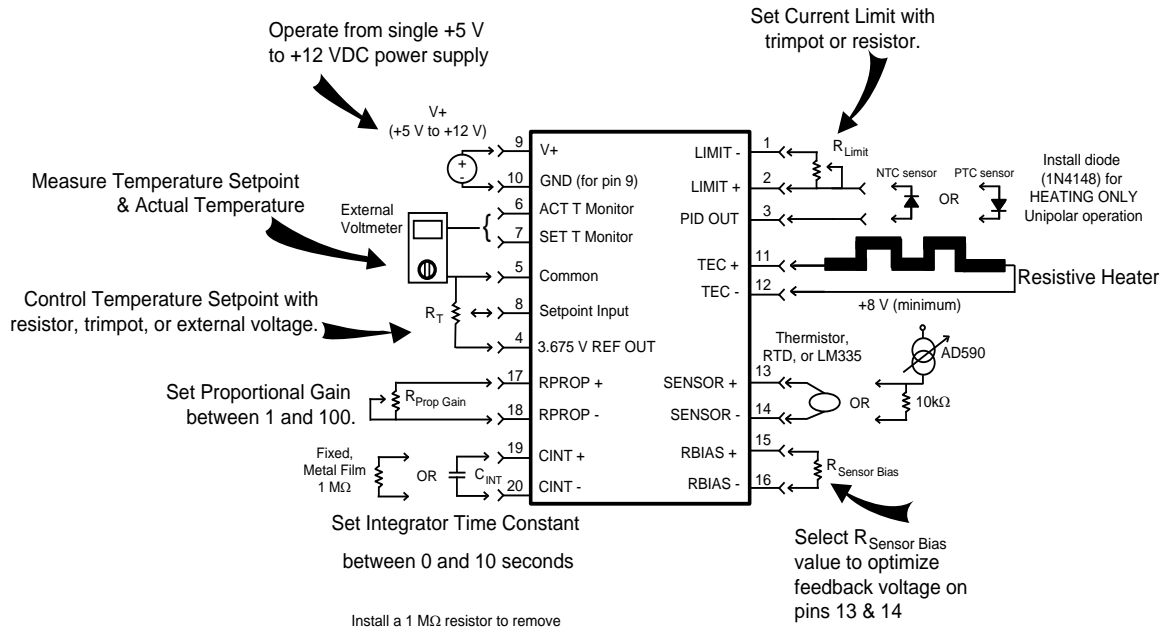 Operate from single +5 V
to +12 VDC power supply
Set Current Limit with
trimpot or resistor.
V+
(+5 V to +12 V)
9
V+
10
GND (for pin 9)
Measure Temperature Setpoint
& Actual Temperature
External
Voltmeter
6
ACT T Monitor
7
SET T Monitor
5
Common
Control Temperature Setpoint with
resistor, trimpot, or external voltage.
RT
8
Setpoint Input
4
3.675 V REF OUT
Set Proportional Gain
between 1 and 100.
RProp Gain
17
RPROP +
18
RPROP -
Fixed,
Metal Film
1 MΩ
OR
CINT
19
CINT +
20
CINT -
Set Integrator Time Constant
between 0 and 10 seconds
Install a 1 MΩ resistor to remove
LIMIT -
1
RLimit
LIMIT +
2
PID OUT
3
NTC sensor
OR
PTC sensor
Install diode
(1N4148) for
HEATING ONLY
Unipolar operation
TEC +
11
TEC -
12
Resistive Heater
+8 V (minimum)
Thermistor,
RTD, or LM335
AD590
SENSOR +
13
SENSOR -
14
OR
10kΩ
RBIAS +
15
RBIAS -
16
RSensor Bias
Select RSensor Bias
value to optimize
feedback voltage on
pins 13 & 14
+
-